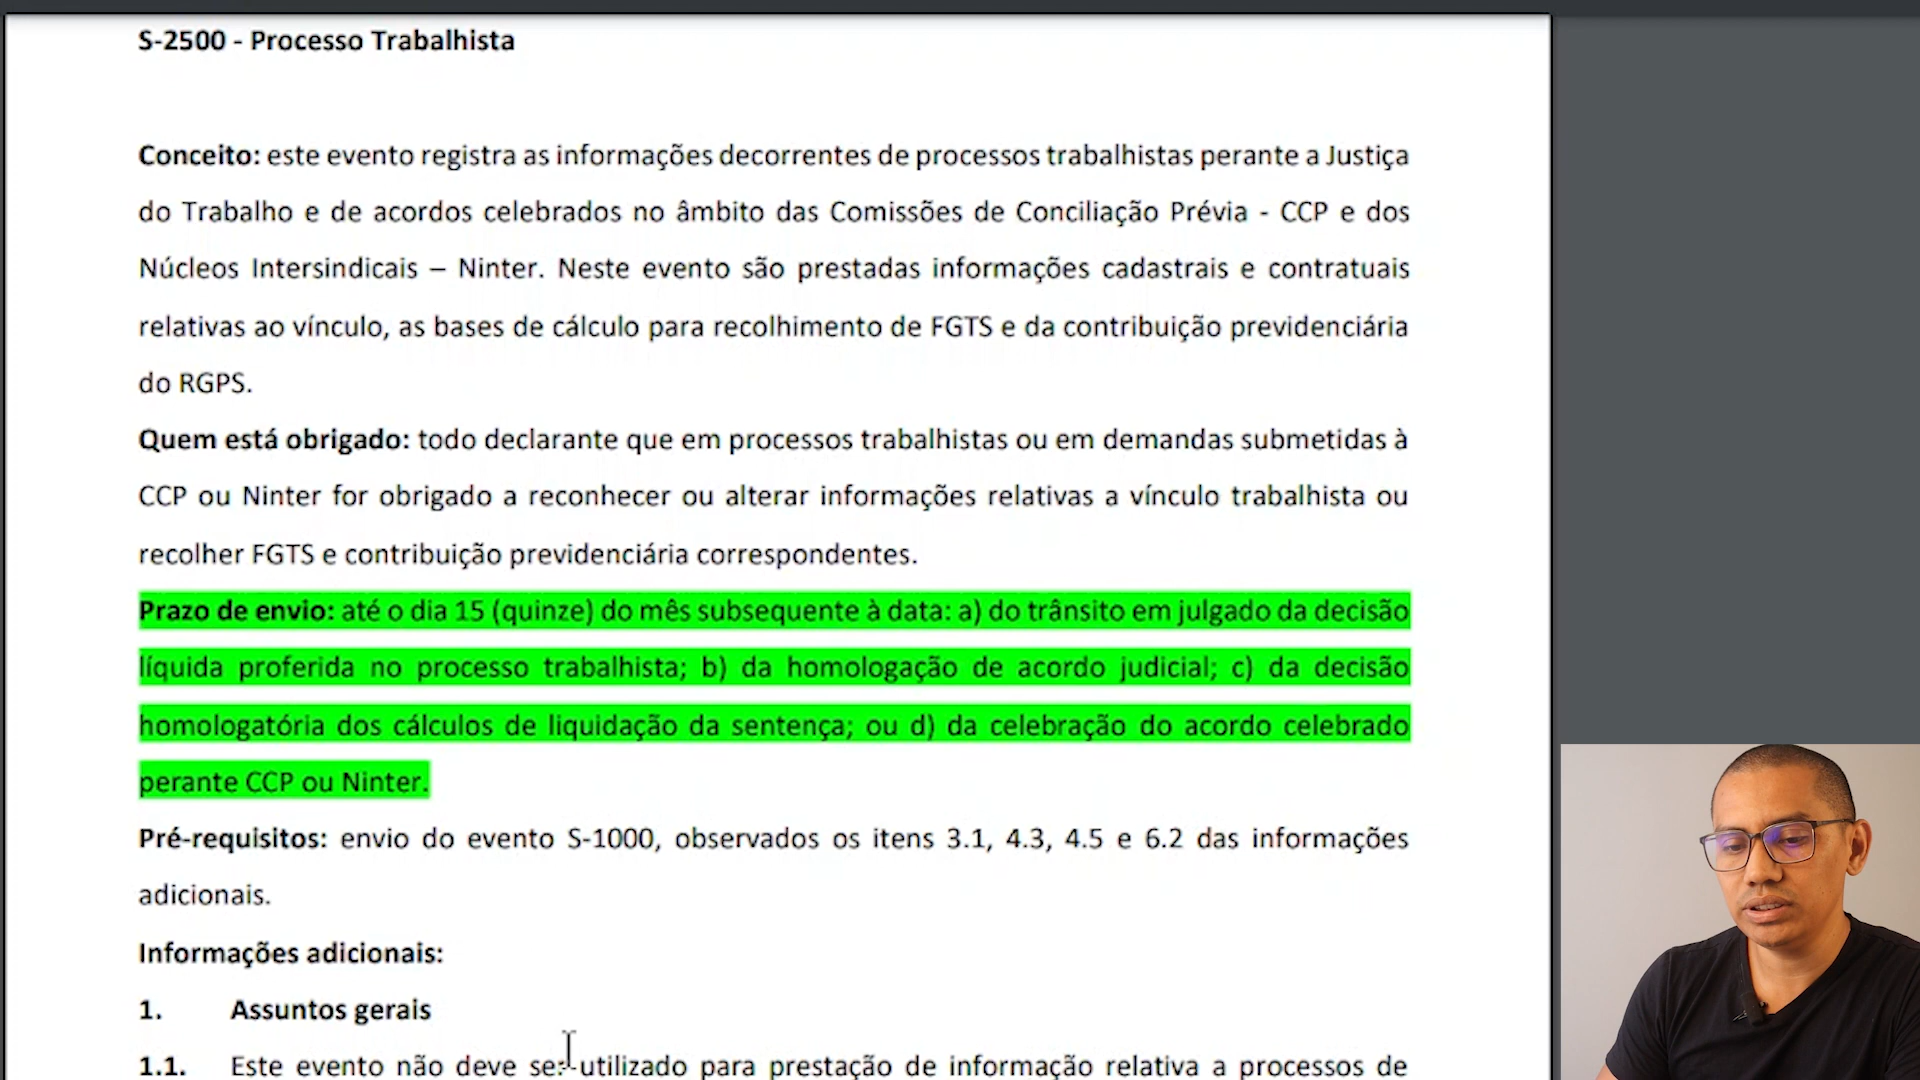 S-2500 - Processo Trabalhista
Conceito: este evento registra as informações decorrentes de processos trabalhistas perante a Justiça
do Trabalho e de acordos celebrados no âmbito das Comissões de Conciliação Prévia - CCP e dos
Núcleos Intersindicais – Ninter. Neste evento são prestadas informações cadastrais e contratuais
relativas ao vínculo, as bases de cálculo para recolhimento de FGTS e da contribuição previdenciária
do RGPS.
Quem está obrigado: todo declarante que em processos trabalhistas ou em demandas submetidas à
CCP ou Ninter for obrigado a reconhecer ou alterar informações relativas a vínculo trabalhista ou
recolher FGTS e contribuição previdenciária correspondentes.
Prazo de envio: até o dia 15 (quinze) do mês subsequente à data: a) do trânsito em julgado da decisão
líquida proferida no processo trabalhista; b) da homologação de acordo judicial; c) da decisão
homologatória dos cálculos de liquidação da sentença; ou d) da celebração do acordo celebrado
perante CCP ou Ninter.
Pré-requisitos: envio do evento S-1000, observados os itens 3.1, 4.3, 4.5 e 6.2 das informações
adicionais.
Informações adicionais:
1. Assuntos gerais
1.1. Este evento não deve ser utilizado para prestação de informação relativa a processos de